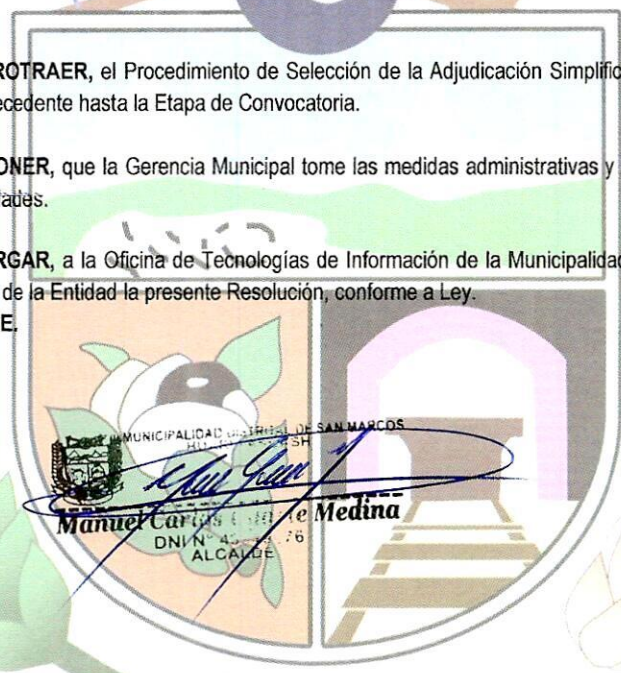 ROTRAER, el Procedimiento de Selección de la Adjudicación Simplific
ecedente hasta la Etapa de Convocatoria.
ONER, que la Gerencia Municipal tome las medidas administrativas y
dades.
RGAR, a la Oficina de Tecnologías de Información de la Municipalidad
de la Entidad la presente Resolución, conforme a Ley.
E.
MUNICIPALIDAD DISTRITAL DE SAN MARCOS
Manuel Medina
DNI N°
ALCALDE